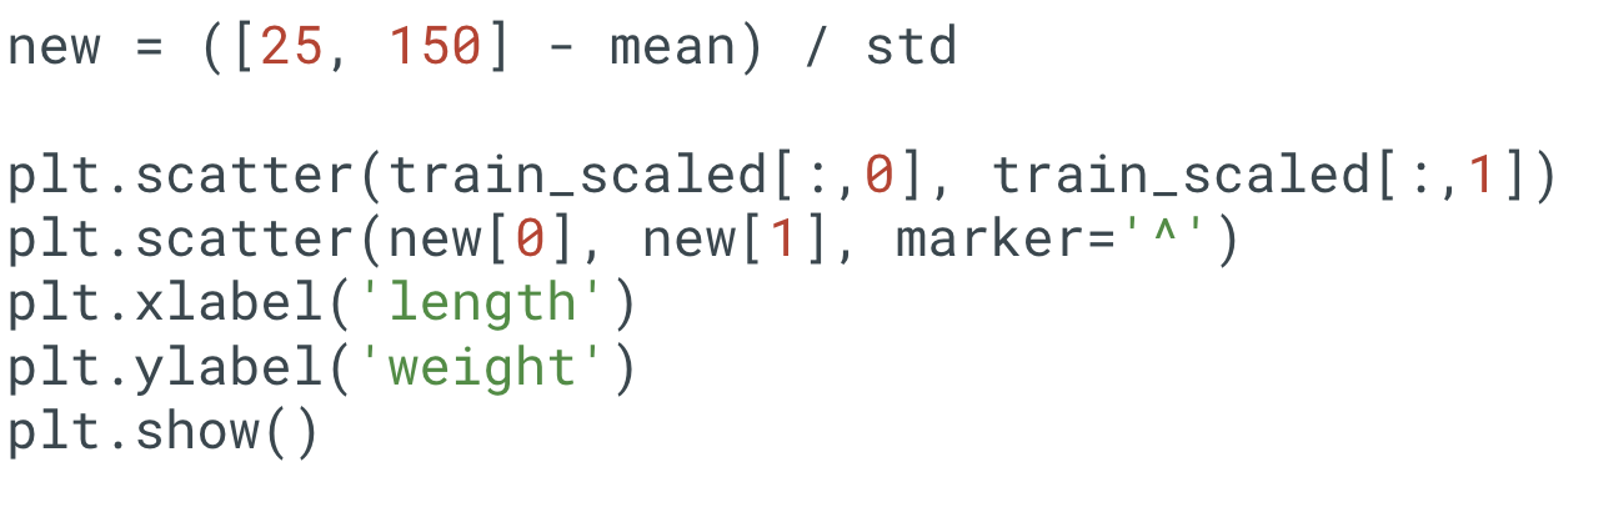 new = ([25, 150] - mean) / std
plt.scatter(train_scaled[:,0], train_scaled[:,1])
plt.scatter(new[0], new[1], marker='^')
plt.xlabel('length')
plt.ylabel('weight')
plt.show()